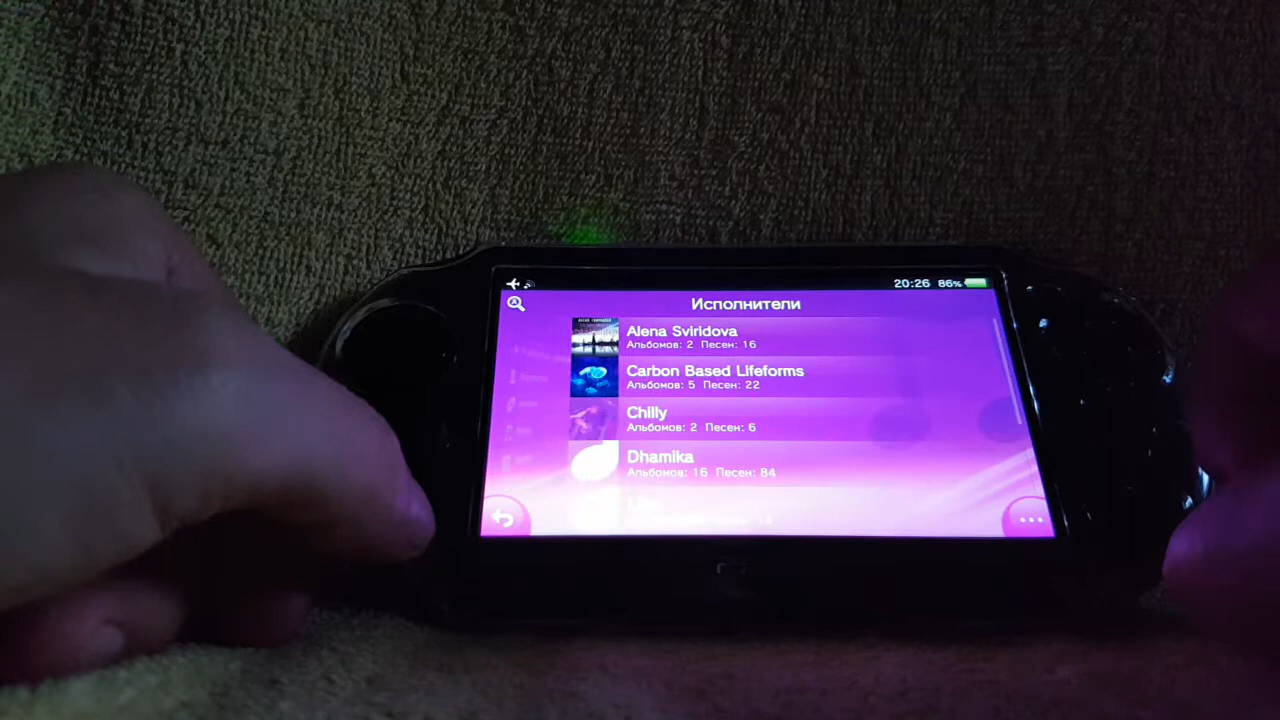 20:26 86%
Исполнители
Alena Sviridova
Альбомов: 2 Песен: 16
Carbon Based Lifeforms
Альбомов: 5 Песен: 22
Chilly
Альбомов: 2 Песен: 6
Dhamika
Альбомов: 16 Песен: 84